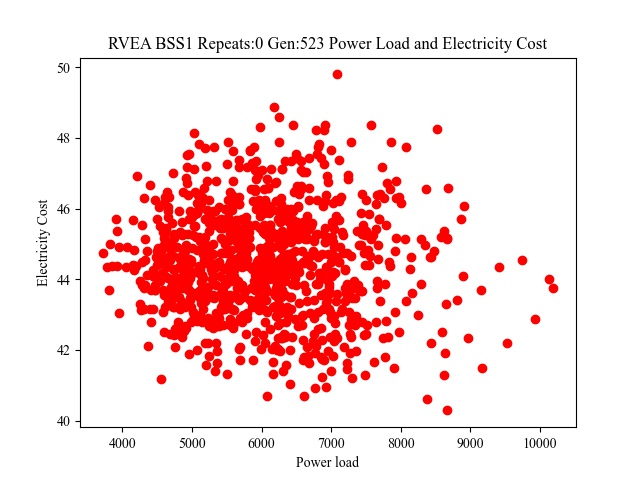 RVEA BSS1 Repeats:0 Gen:523 Power Load and Electricity Cost
50
48
46
44
42
40
Electricity Cost
4000 5000 6000 7000 8000 9000 10000
Power load